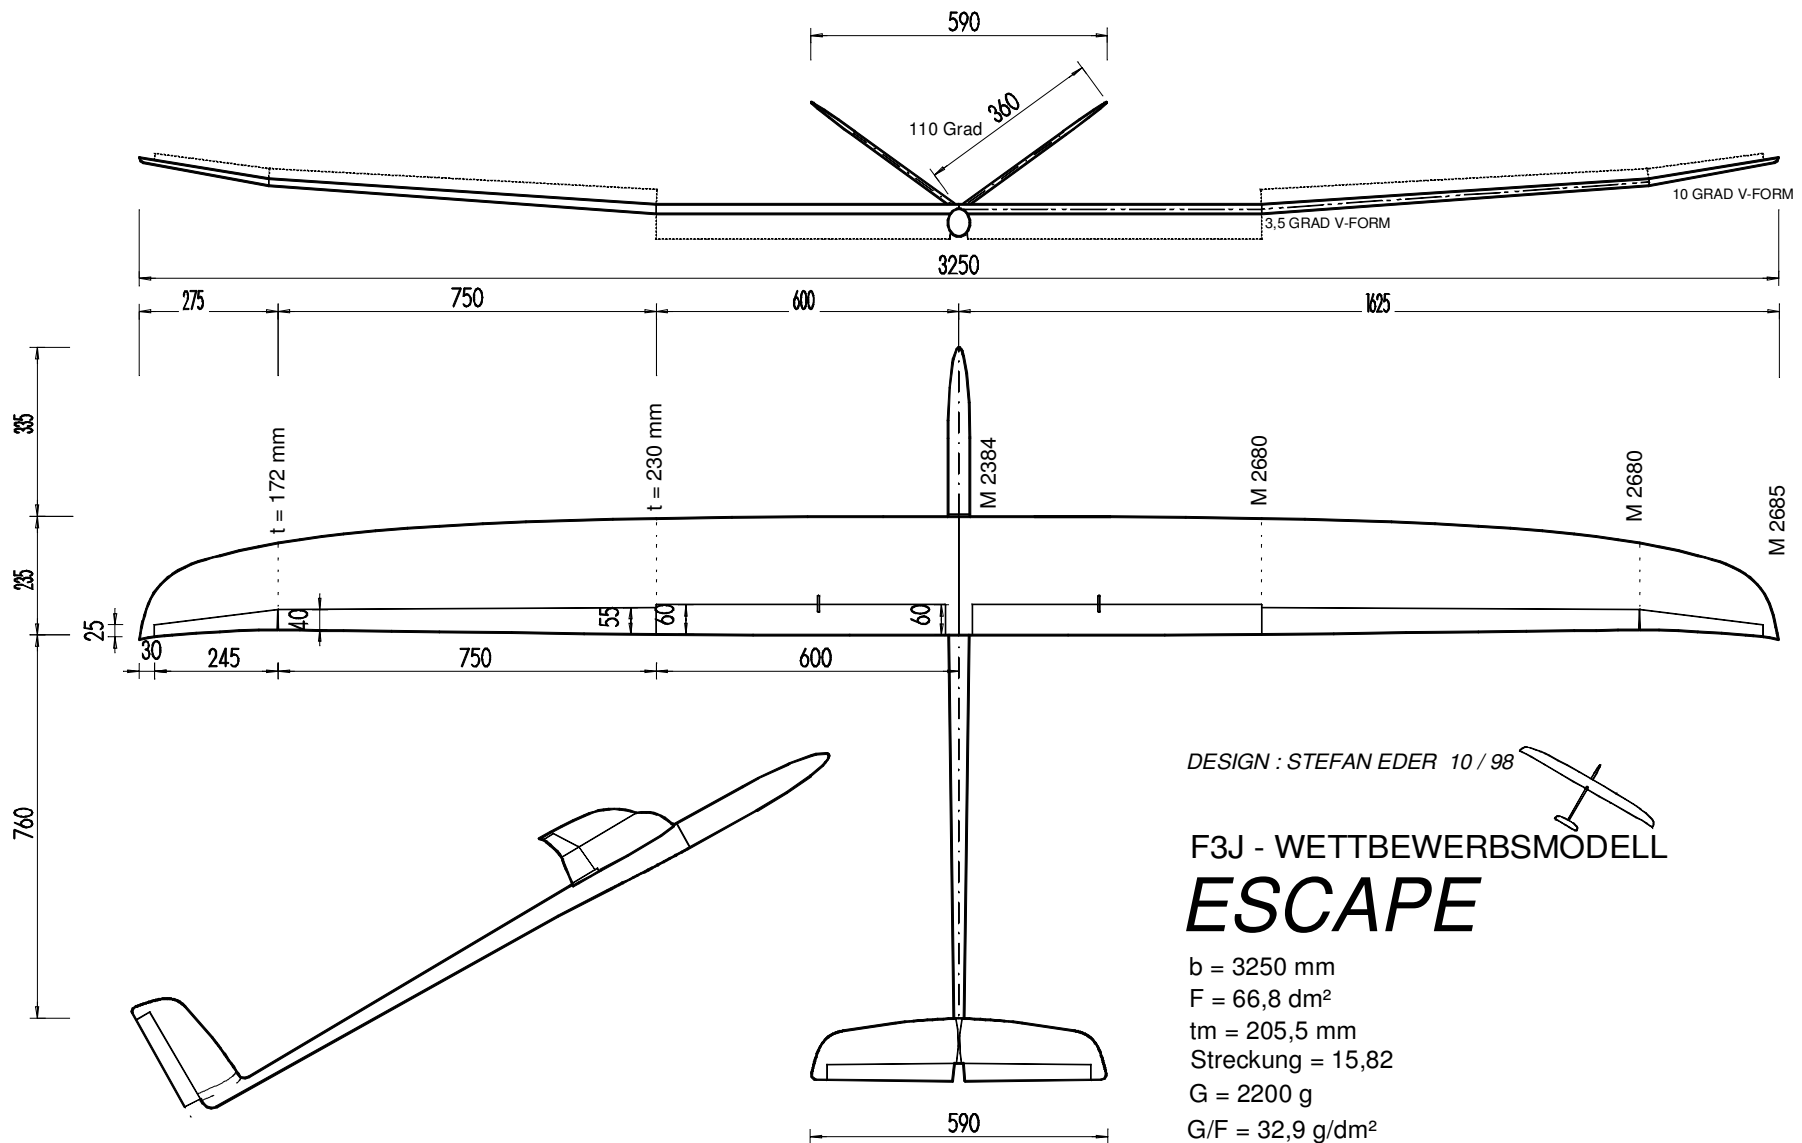 590
360
110 Grad
10 GRAD V-FORM
3,5 GRAD V-FORM
3250
275
750
600
1625
335
t = 172 mm
t = 230 mm
M 2384
M 2680
M 2680
M 2685
235
25
40
55
60
60
30
245
750
600
760
DESIGN : STEFAN EDER 10 / 98
F3J - WETTBEWERBSMODELL
ESCAPE
b = 3250 mm
F = 66,8 dm²
tm = 205,5 mm
Streckung = 15,82
G = 2200 g
G/F = 32,9 g/dm²
590